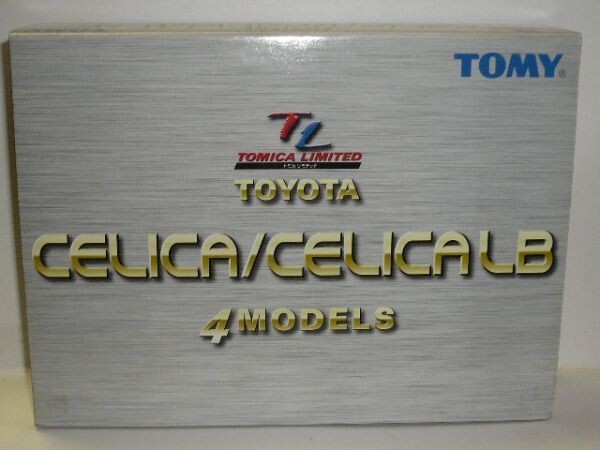 TOMY®
TL
TOMICA LIMITED
トミカリミテッド
TOYOTA
CELICA/CELICA LB
4 MODELS